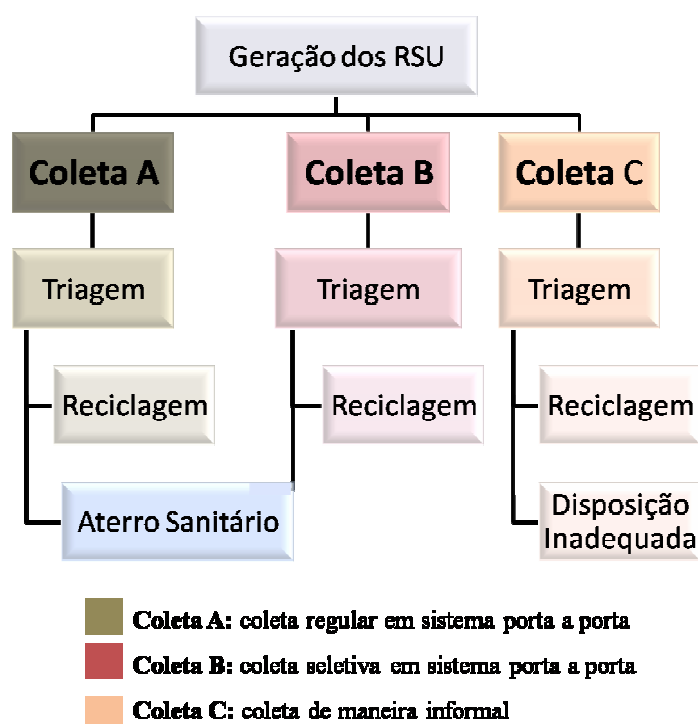 Geração dos RSU
Coleta A
Coleta B
Coleta C
Triagem
Triagem
Triagem
Reciclagem
Reciclagem
Reciclagem
Aterro Sanitário
Disposição
Inadequada
Coleta A: coleta regular em sistema porta a porta
Coleta B: coleta seletiva em sistema porta a porta
Coleta C: coleta de maneira informal